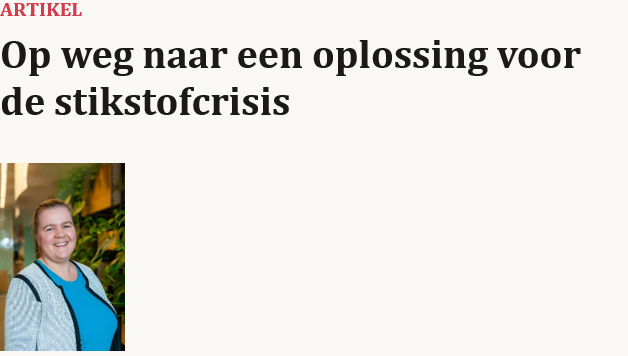 ARTIKEL
Op weg naar een oplossing voor
de stikstofcrisis